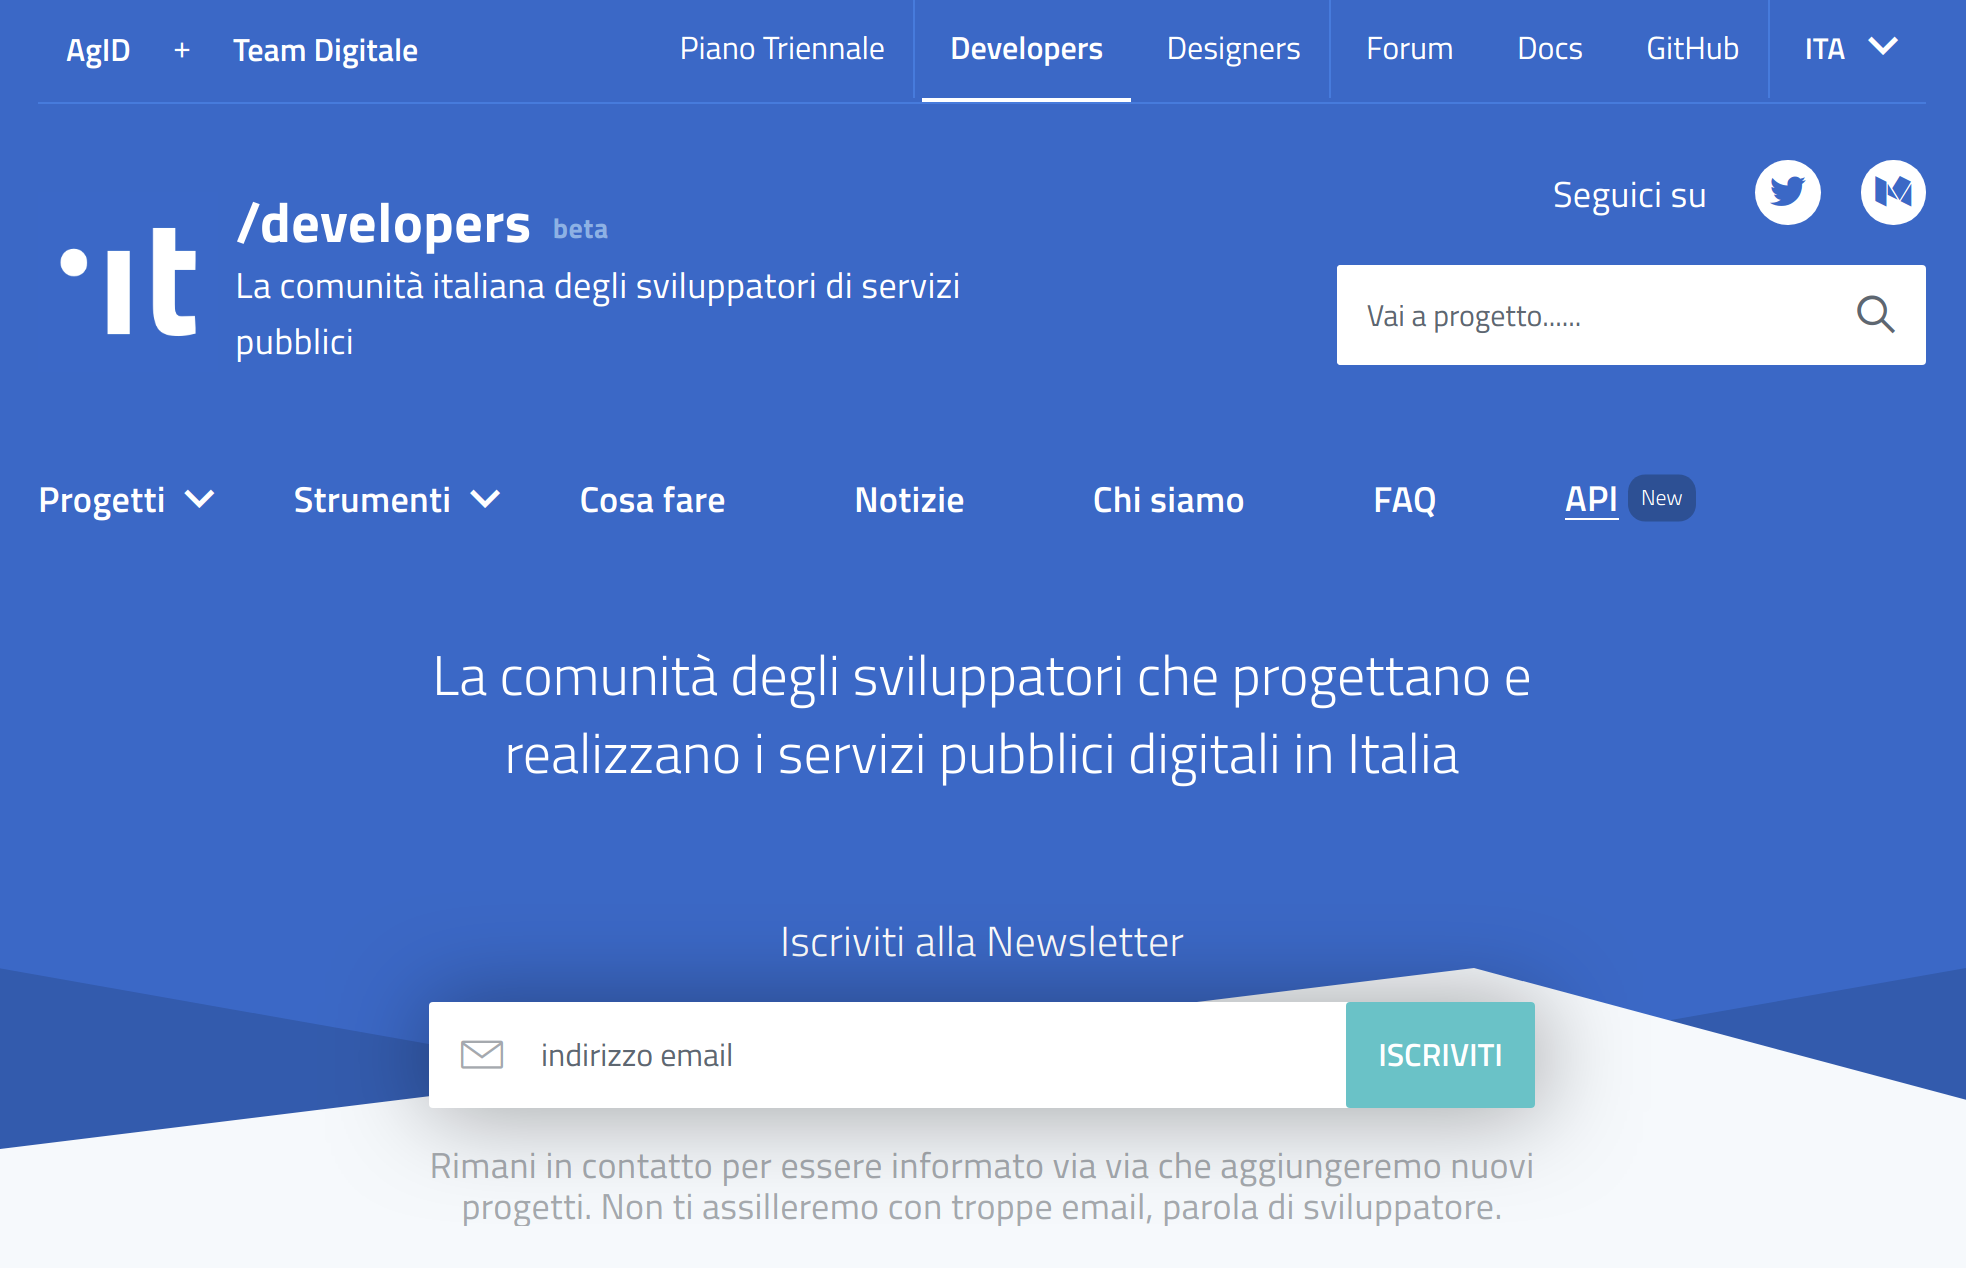 AgID + Team Digitale Piano Triennale Developers Designers Forum Docs GitHub ITA
Seguici su
·it
/developers beta
La comunità italiana degli sviluppatori di servizi
pubblici
Vai a progetto......
Progetti Strumenti Cosa fare Notizie Chi siamo FAQ API New
La comunità degli sviluppatori che progettano e
realizzano i servizi pubblici digitali in Italia
Iscriviti alla Newsletter
indirizzo email ISCRIVITI
Rimani in contatto per essere informato via via che aggiungeremo nuovi
progetti. Non ti assilleremo con troppe email, parola di sviluppatore.